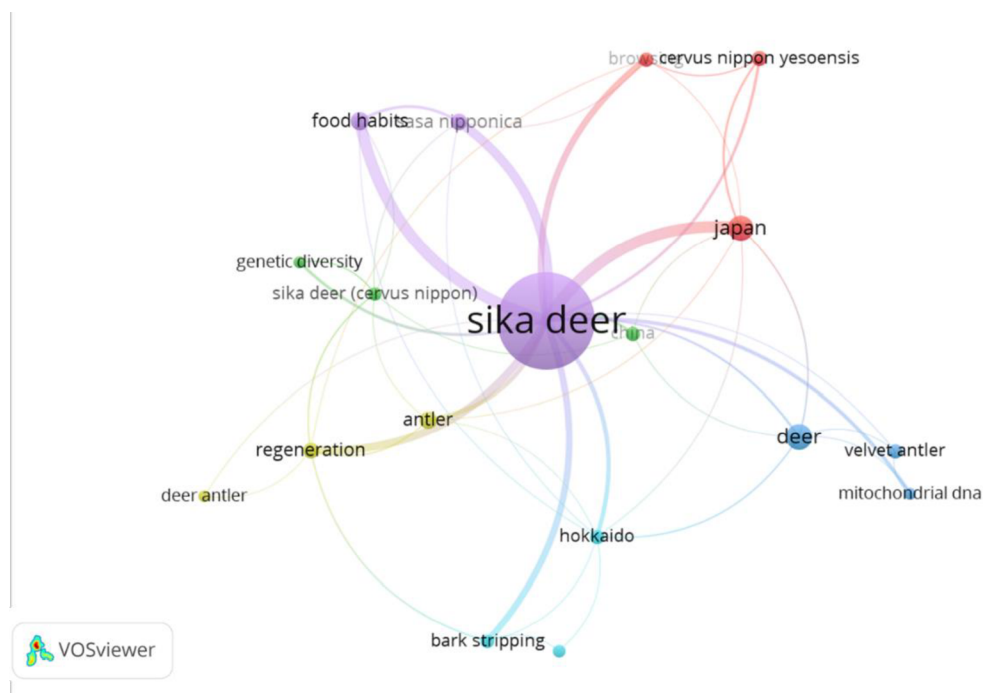 browsing
cervus nippon yesoensis
food habits
sasa nipponica
japan
genetic diversity
sika deer (cervus nippon)
sika deer
china
antler
deer
regeneration
velvet antler
deer antler
mitochondrial dna
hokkaido
bark stripping
VOSviewer